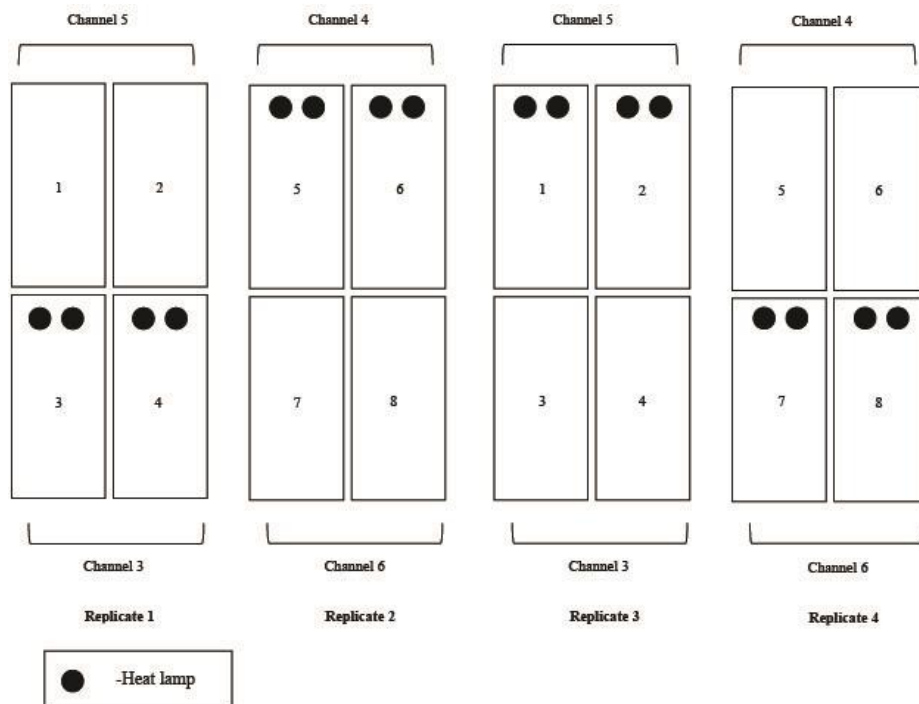 Channel 5 Channel 4 Channel 5 Channel 4
1 2 5 6 1 2 5 6
3 4 7 8 3 4 7 8
Channel 3 Channel 6 Channel 3 Channel 6
Replicate 1 Replicate 2 Replicate 3 Replicate 4
-Heat lamp